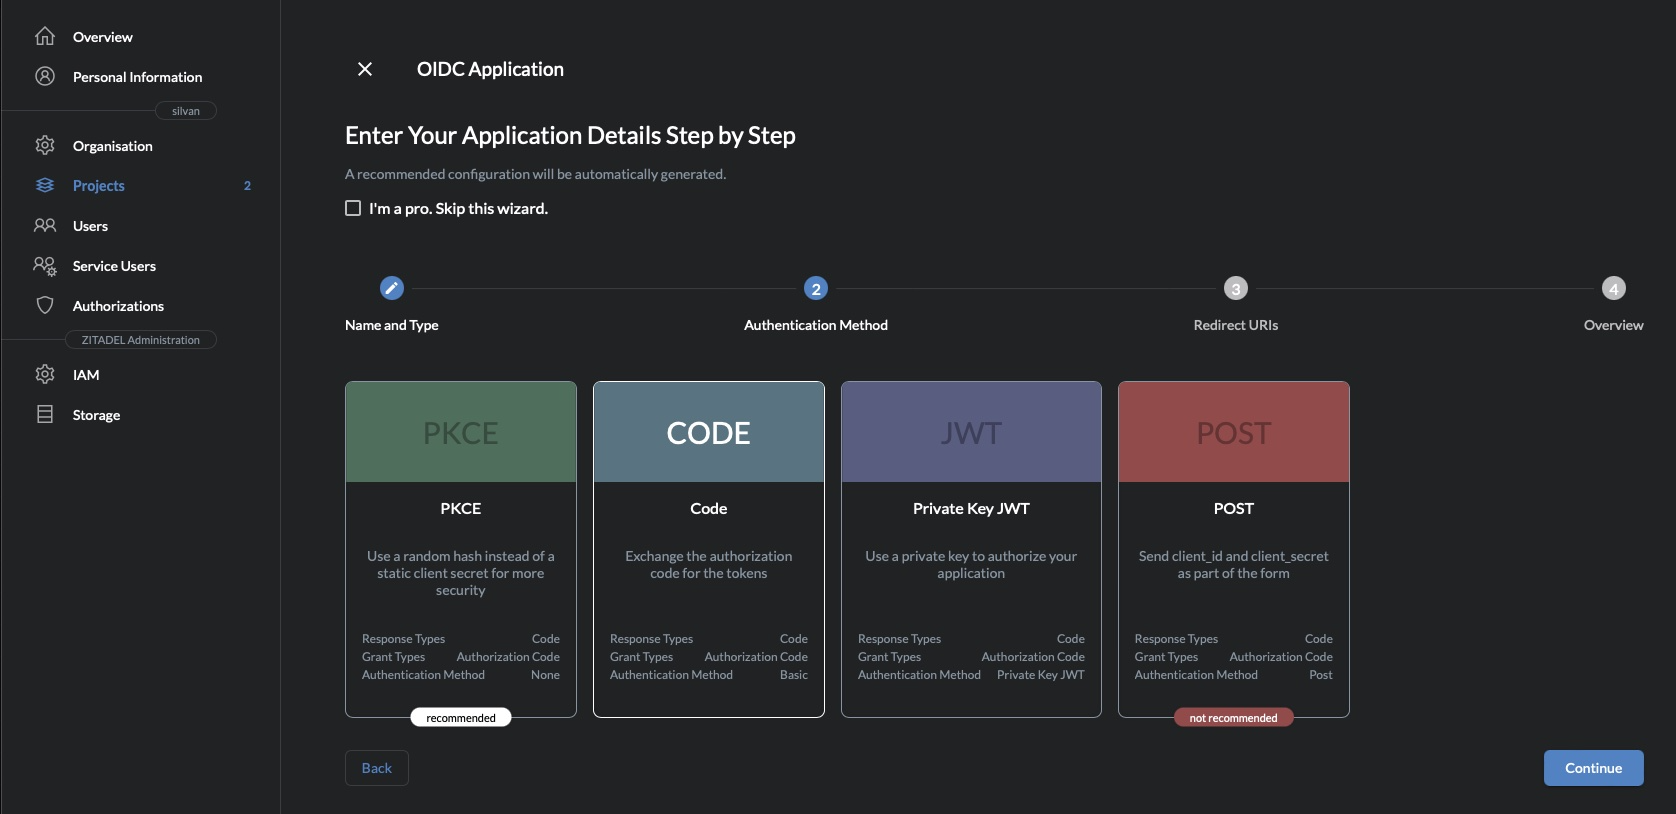 Overview
Personal Information
silvan
Organisation
Projects 2
Users
Service Users
Authorizations
ZITADEL Administration
IAM
Storage
OIDC Application
Enter Your Application Details Step by Step
A recommended configuration will be automatically generated.
I'm a pro. Skip this wizard.
2 3 4
Name and Type Authentication Method Redirect URIs Overview
PKCE
PKCE
Use a random hash instead of a
static client secret for more
security
Response Types Code
Grant Types Authorization Code
Authentication Method None
recommended
CODE
Code
Exchange the authorization
code for the tokens
Response Types Code
Grant Types Authorization Code
Authentication Method Basic
JWT
Private Key JWT
Use a private key to authorize your
application
Response Types Code
Grant Types Authorization Code
Authentication Method Private Key JWT
POST
POST
Send client_id and client_secret
as part of the form
Response Types Code
Grant Types Authorization Code
Authentication Method Post
not recommended
Back
Continue